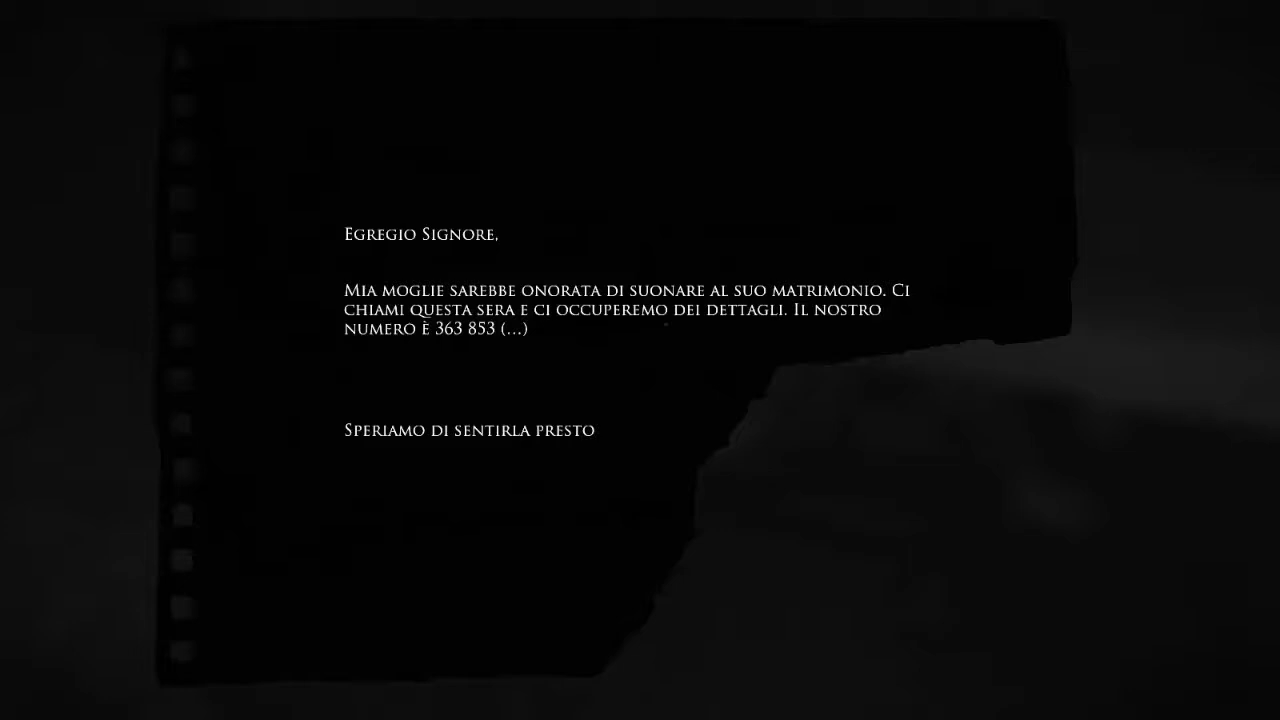 Egregio Signore,
Mia moglie sarebbe onorata di suonare al suo matrimonio. Ci
chiami questa sera e ci occuperemo dei dettagli. Il nostro
numero è 363 853 (...)
Speriamo di sentirla presto